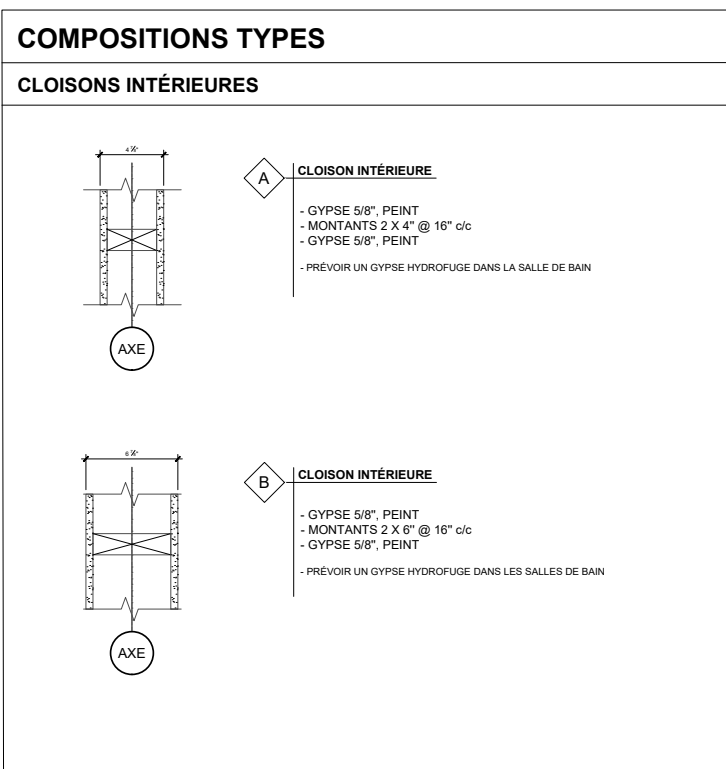 COMPOSITIONS TYPES
CLOISONS INTÉRIEURES
A
CLOISON INTÉRIEURE
- GYPSE 5/8", PEINT
- MONTANTS 2 X 4" @ 16" c/c
- GYPSE 5/8", PEINT
- PRÉVOIR UN GYPSE HYDROFUGE DANS LA SALLE DE BAIN
AXE
B
CLOISON INTÉRIEURE
- GYPSE 5/8", PEINT
- MONTANTS 2 X 6" @ 16" c/c
- GYPSE 5/8", PEINT
- PRÉVOIR UN GYPSE HYDROFUGE DANS LES SALLES DE BAIN
AXE